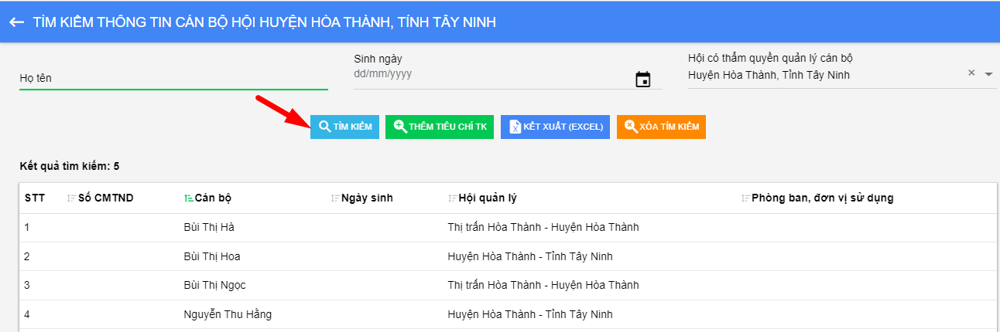 TÌM KIẾM THÔNG TIN CÁN BỘ HỘI HUYỆN HÒA THÀNH, TỈNH TÂY NINH
Họ tên
Sinh ngày
dd/mm/yyyy
Hội có thẩm quyền quản lý cán bộ
Huyện Hòa Thành, Tỉnh Tây Ninh
TÌM KIẾM THÊM TIÊU CHÍ TK KẾT XUẤT (EXCEL) XÓA TÌM KIẾM
Kết quả tìm kiếm: 5
STT Số CMTND Cán bộ Ngày sinh Hội quản lý Phòng ban, đơn vị sử dụng
1 Bùi Thị Hà Thị trấn Hòa Thành - Huyện Hòa Thành
2 Bùi Thị Hoa Huyện Hòa Thành - Tỉnh Tây Ninh
3 Bùi Thị Ngọc Thị trấn Hòa Thành - Huyện Hòa Thành
4 Nguyễn Thu Hằng Huyện Hòa Thành - Tỉnh Tây Ninh